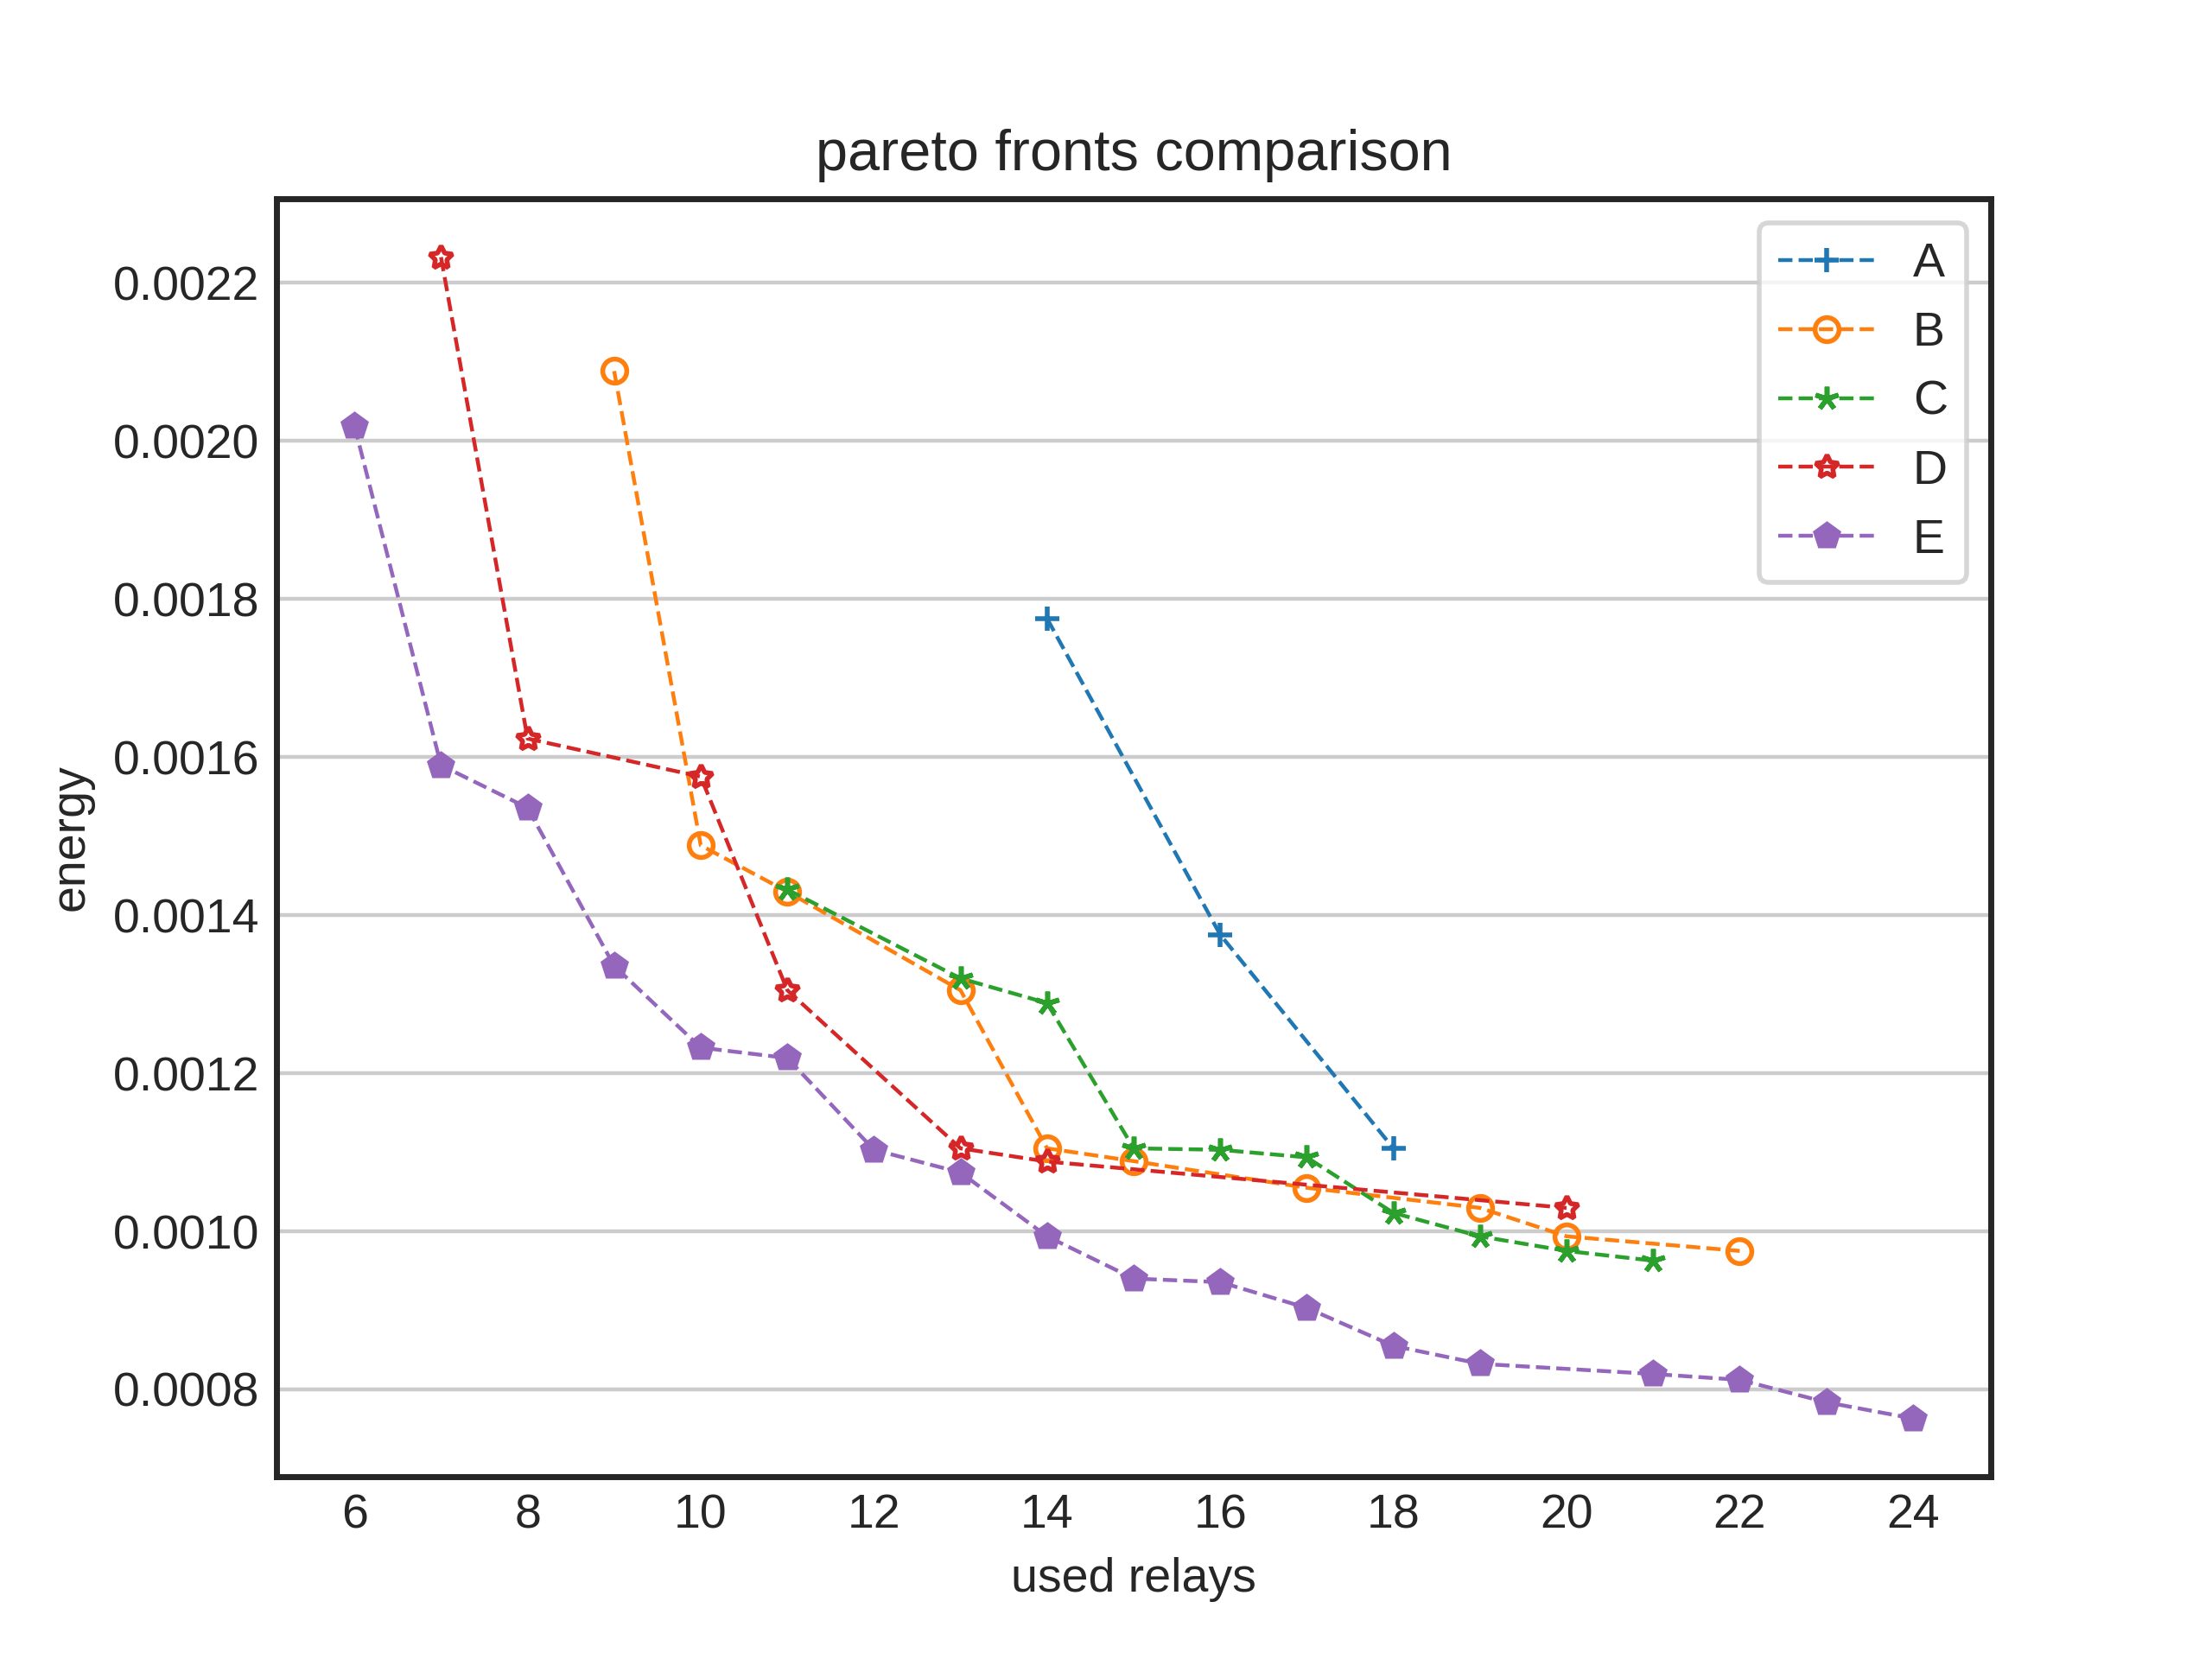 pareto fronts comparison
A
B
C
D
E
0.0022
0.0020
0.0018
0.0016
0.0014
0.0012
0.0010
0.0008
energy
6 8 10 12 14 16 18 20 22 24
used relays